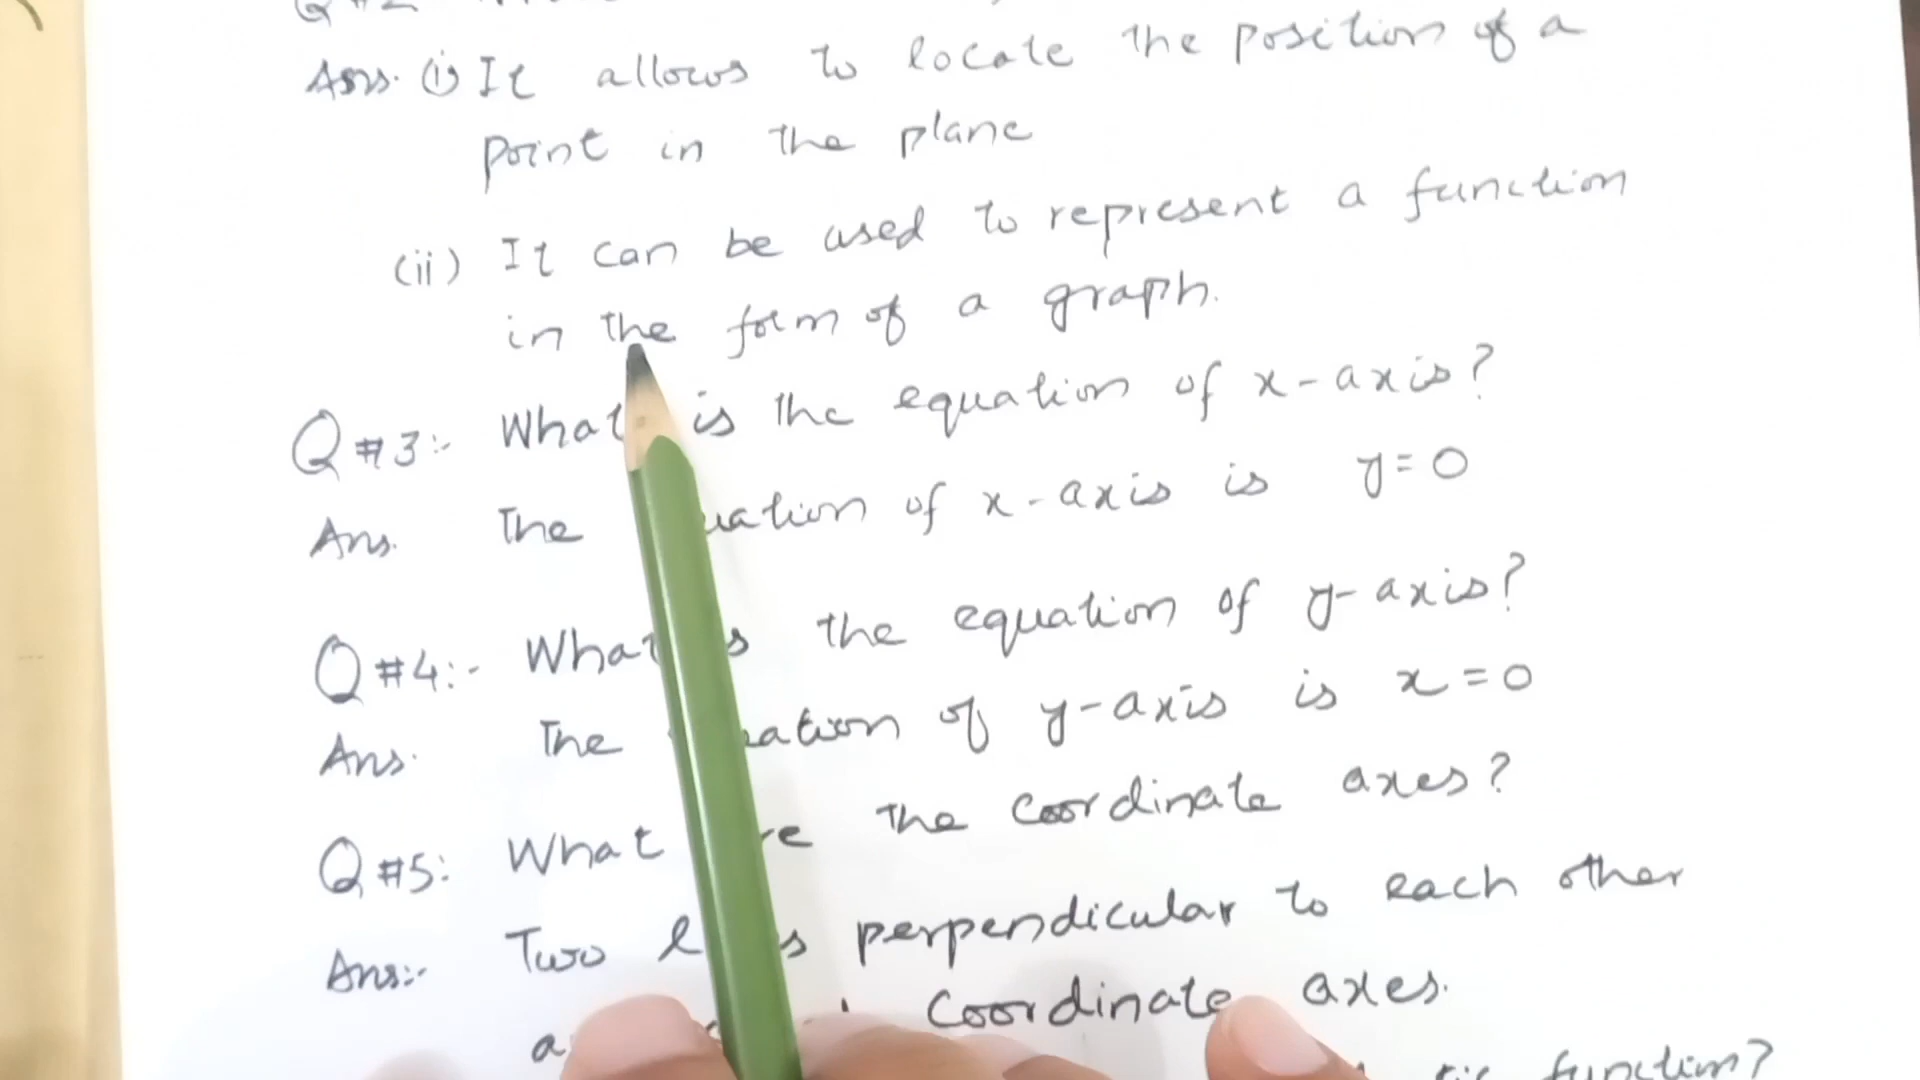 Ans. (i) It allows to locate the position of a
point in the plane
(ii) It can be used to represent a function
in the form of a graph.
Q#3:- What is the equation of x-axis?
Ans. The uation of x-axis is y=0
Q#4:- What s the equation of y-axis?
Ans. The ation of y-axis is x=0
Q#5: What re the Coordinate axes?
Ans:- Two l s perpendicular to each other
a Coordinate axes.
function?